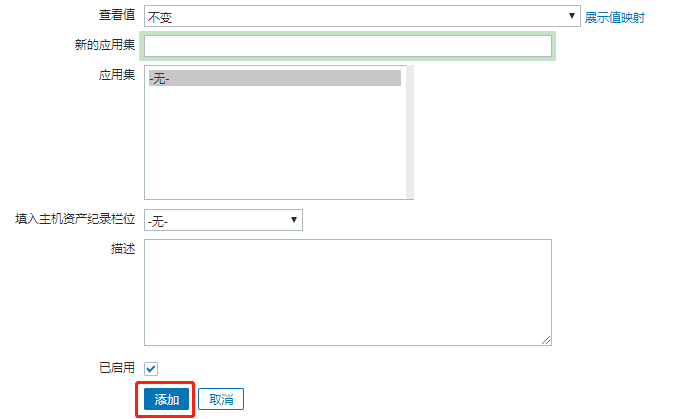 查看值 不变 展示值映射
新的应用集
应用集 -无-
填入主机资产纪录栏位 -无-
描述
已启用
添加 取消